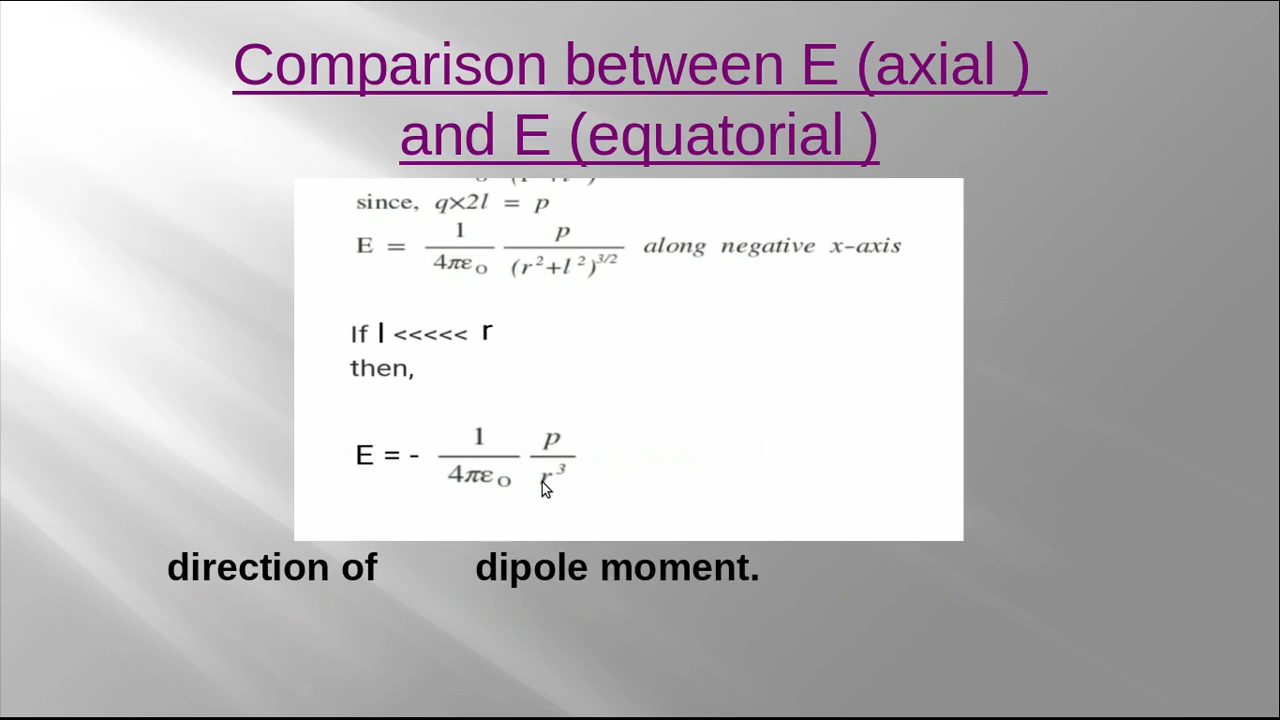 Comparison between E (axial )
and E (equatorial )
since, q×2l = p
E = 1/4πε₀ p/(r²+l²)^3/2 along negative x-axis
If l <<<<< r
then,
E = - 1/4πε₀ p/r³
direction of dipole moment.